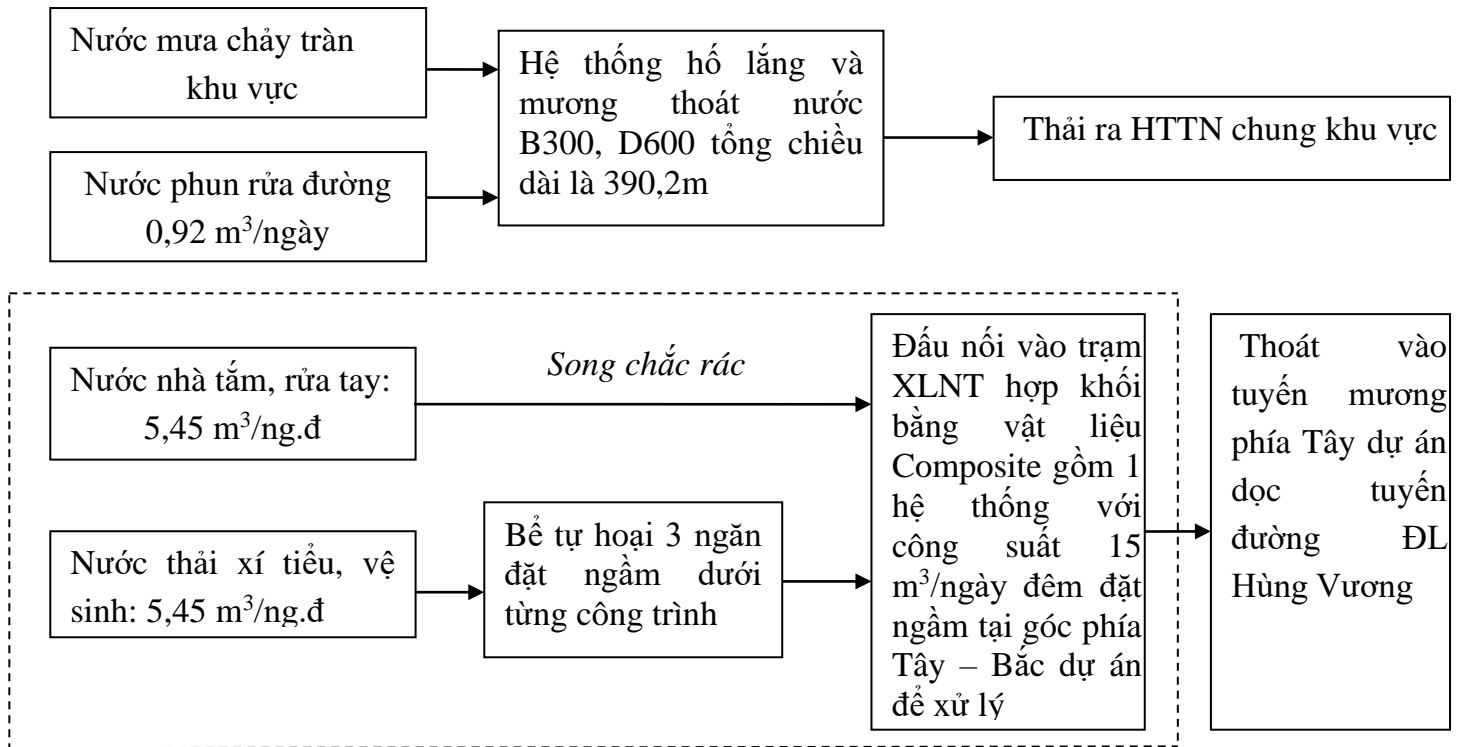 Nước mưa chảy tràn
khu vực
Nước phun rửa đường
0,92 m³/ngày
Hệ thống hố lắng và
mương thoát nước
B300, D600 tổng chiều
dài là 390,2m
Thải ra HTTN chung khu vực
Nước nhà tắm, rửa tay:
5,45 m³/ng.đ
Song chắc rác
Nước thải xí tiểu, vệ
sinh: 5,45 m³/ng.đ
Bể tự hoại 3 ngăn
đặt ngầm dưới
từng công trình
Đấu nối vào trạm
XLNT hợp khối
bằng vật liệu
Composite gồm 1
hệ thống với
công suất 15
m³/ngày đêm đặt
ngầm tại góc phía
Tây – Bắc dự án
để xử lý
Thoát vào
tuyến mương
phía Tây dự án
dọc tuyến
đường ĐL
Hùng Vương